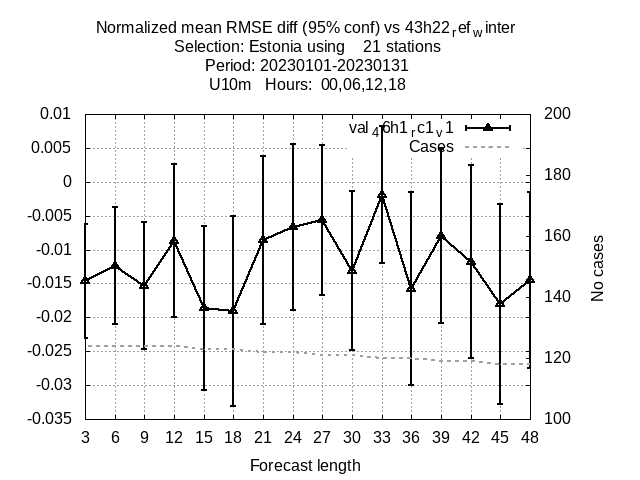 Normalized mean RMSE diff (95% conf) vs 43h22ref_winter
Selection: Estonia using 21 stations
Period: 20230101-20230131
U10m Hours: 00,06,12,18
0.01
0.005
0
-0.005
-0.01
-0.015
-0.02
-0.025
-0.03
-0.035
200
180
160
140
120
100
val_46h1_rc1_v1
Cases
No cases
3 6 9 12 15 18 21 24 27 30 33 36 39 42 45 48
Forecast length